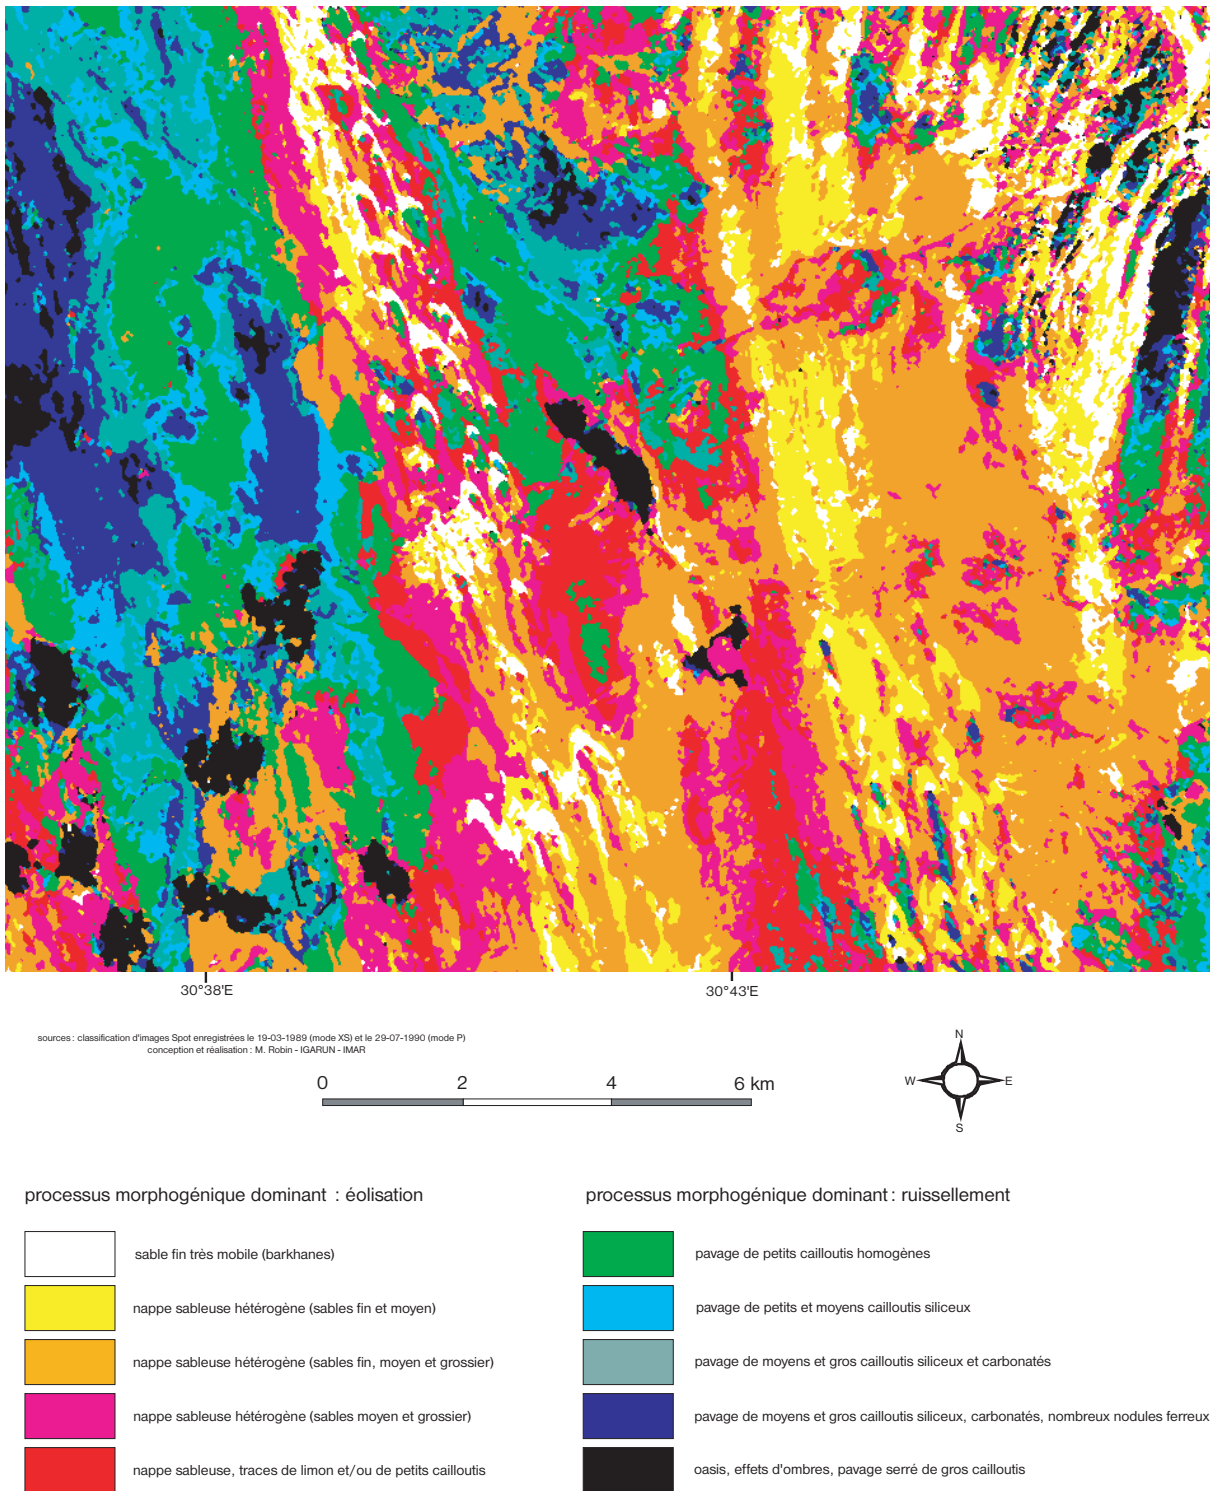 30°38'E
30°43'E
sources : classification d'images Spot enregistrées le 19-03-1989 (mode XS) et le 29-07-1990 (mode P)
conception et réalisation : M. Robin - IGARUN - IMAR
0 2 4 6 km
N
W E
S
processus morphogénique dominant : éolisation
sable fin très mobile (barkhanes)
nappe sableuse hétérogène (sables fin et moyen)
nappe sableuse hétérogène (sables fin, moyen et grossier)
nappe sableuse hétérogène (sables moyen et grossier)
nappe sableuse, traces de limon et/ou de petits cailloutis
processus morphogénique dominant : ruissellement
pavage de petits cailloutis homogènes
pavage de petits et moyens cailloutis siliceux
pavage de moyens et gros cailloutis siliceux et carbonatés
pavage de moyens et gros cailloutis siliceux, carbonatés, nombreux nodules ferreux
oasis, effets d'ombres, pavage serré de gros cailloutis